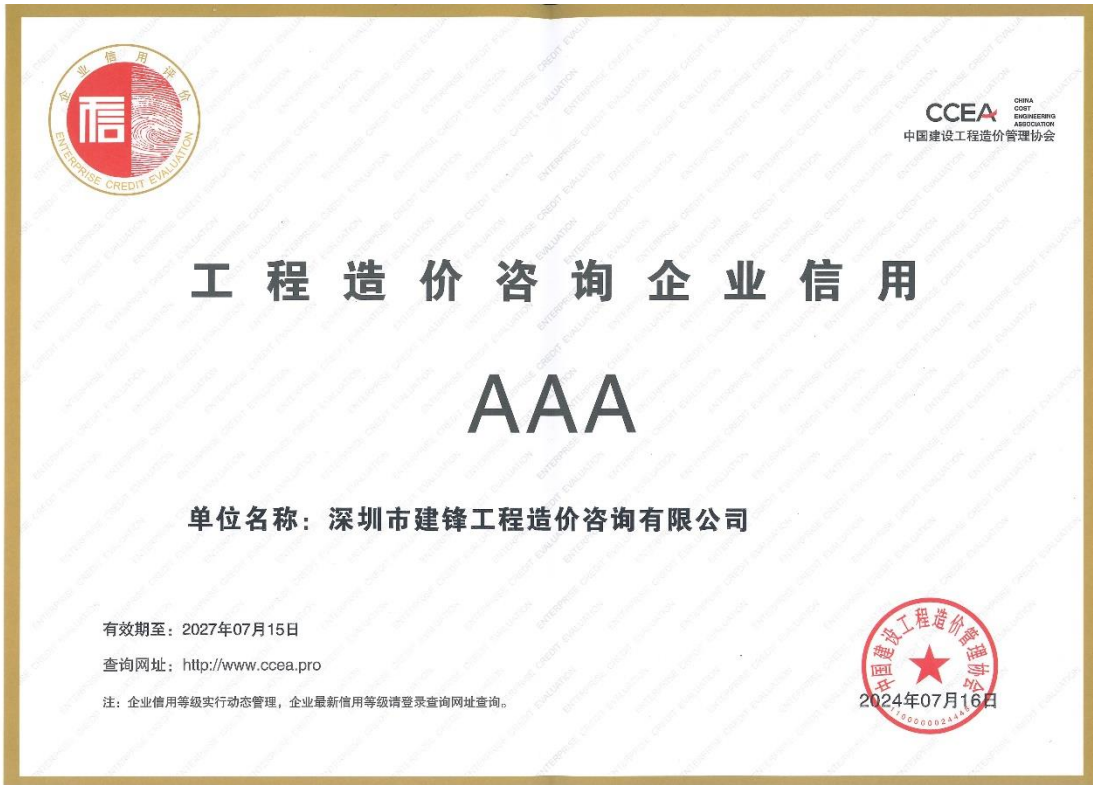 企业信用评价
信
ENTERPRISE CREDIT EVALUATION
CCEA
CHINA
COST
ENGINEERING
ASSOCIATION
中国建设工程造价管理协会
工程造价咨询企业信用
AAA
单位名称：深圳市建锋工程造价咨询有限公司
有效期至：2027年07月15日
查询网址：http://www.ccea.pro
注：企业信用等级实行动态管理，企业最新信用等级请登录查询网址查询。
中国建设工程造价管理协会
2024年07月16日